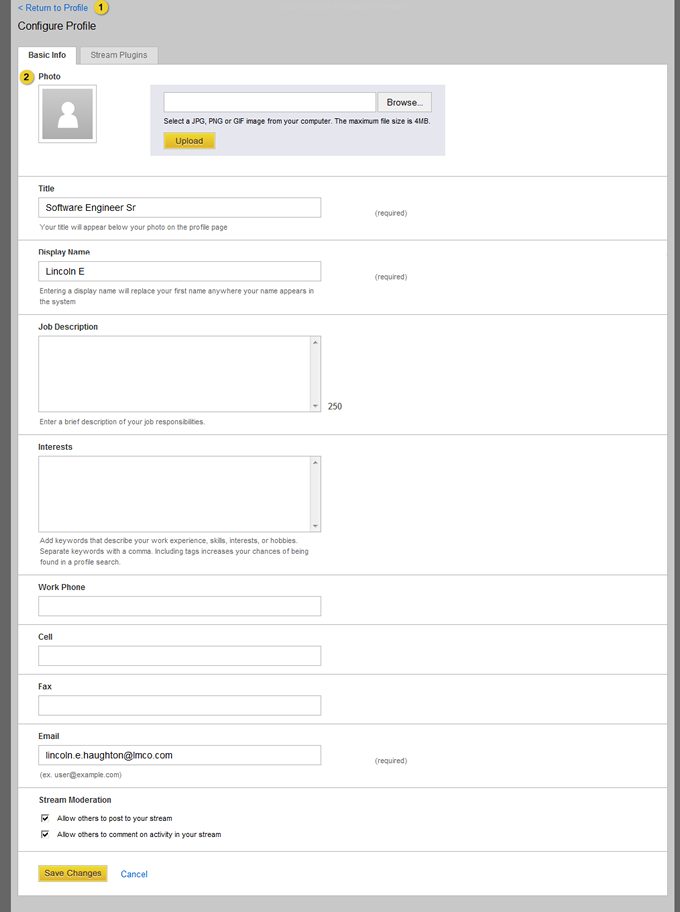 < Return to Profile 1
Configure Profile
Basic Info Stream Plugins
2 Photo
Browse...
Select a JPG, PNG or GIF image from your computer. The maximum file size is 4MB.
Upload
Title
Software Engineer Sr
(required)
Your title will appear below your photo on the profile page
Display Name
Lincoln E
(required)
Entering a display name will replace your first name anywhere your name appears in
the system
Job Description
250
Enter a brief description of your job responsibilities.
Interests
Add keywords that describe your work experience, skills, interests, or hobbies.
Separate keywords with a comma. Including tags increases your chances of being
found in a profile search.
Work Phone
Cell
Fax
Email
lincoln.e.haughton@lmco.com
(required)
(ex. user@example.com)
Stream Moderation
Allow others to post to your stream
Allow others to comment on activity in your stream
Save Changes Cancel